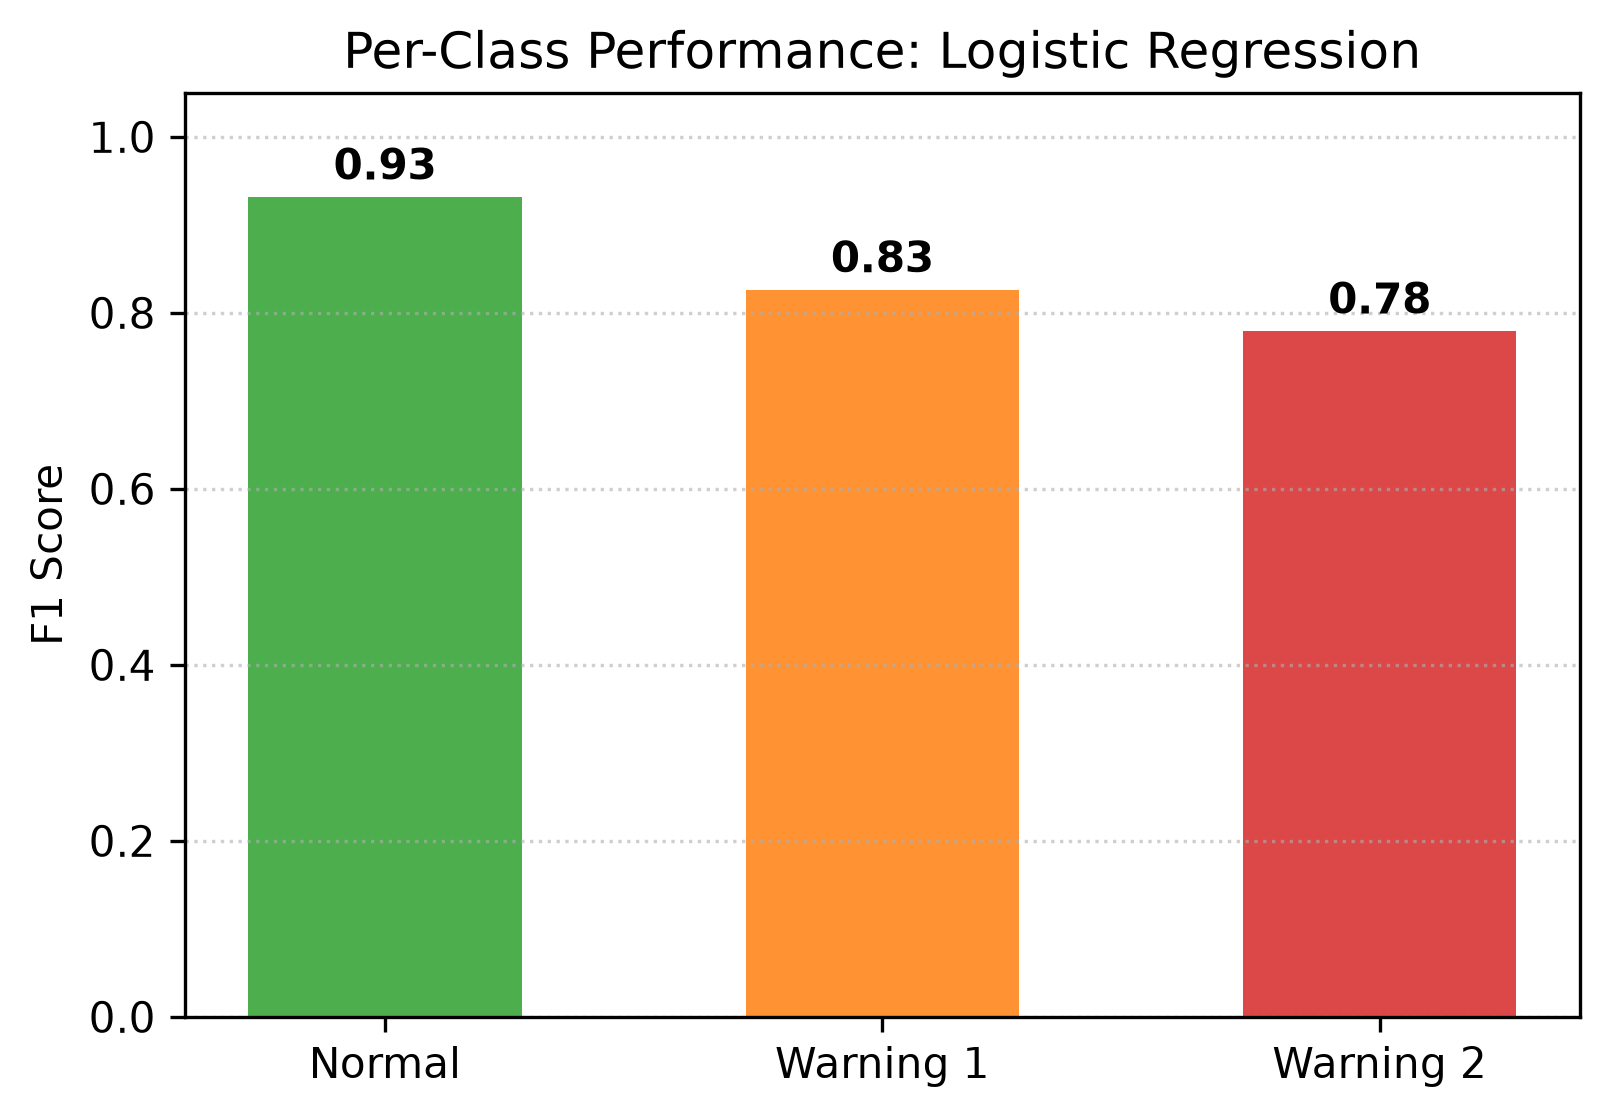 Per-Class Performance: Logistic Regression
F1 Score
1.0
0.8
0.6
0.4
0.2
0.0
0.93
0.83
0.78
Normal
Warning 1
Warning 2